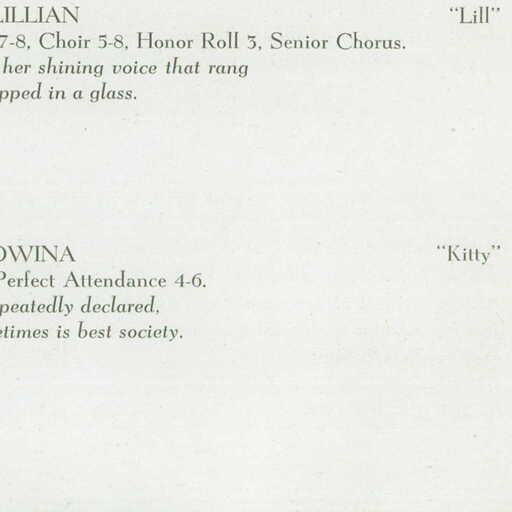 LILLIAN “Lill”
7-8, Choir 5-8, Honor Roll 3, Senior Chorus.
her shining voice that rang
pped in a glass.
OWINA “Kitty”
Perfect Attendance 4-6.
peatedly declared,
etimes is best society.